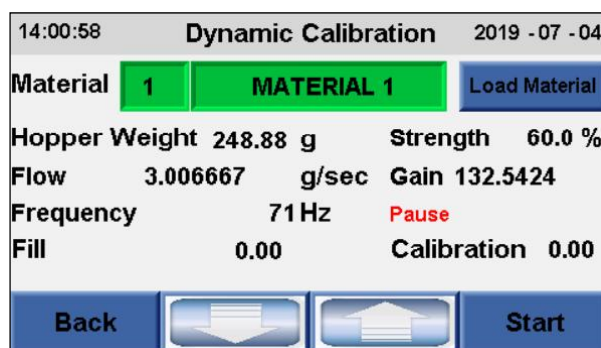 14:00:58 Dynamic Calibration 2019 - 07 - 04
Material 1 MATERIAL 1 Load Material
Hopper Weight 248.88 g Strength 60.0 %
Flow 3.006667 g/sec Gain 132.5424
Frequency 71 Hz Pause
Fill 0.00 Calibration 0.00
Back Start